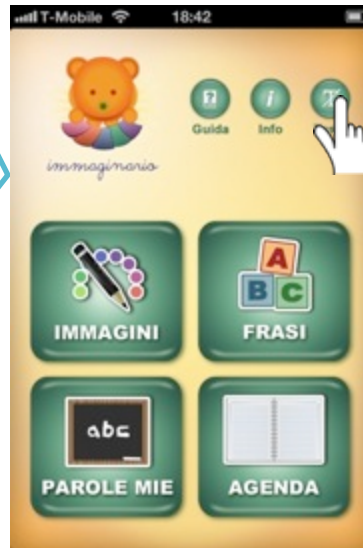 T-Mobile 18:42
?
i
Guida Info
immaginario
A
B C
IMMAGINI FRASI
abc
PAROLE MIE AGENDA